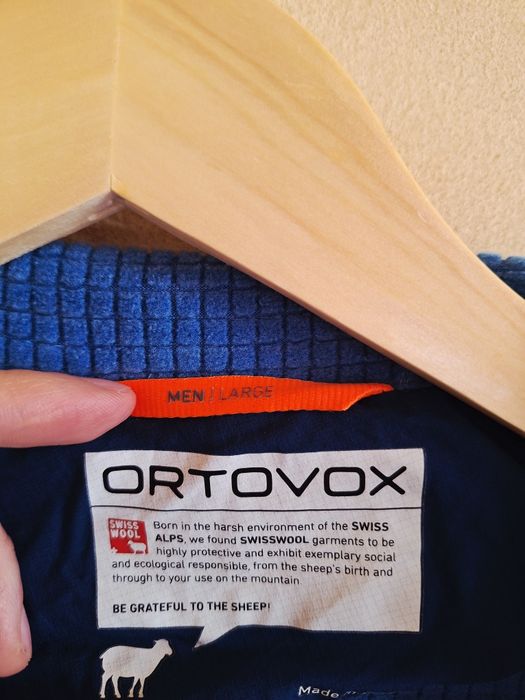 MEN | LARGE
ORTOVOX
SWISS
WOOL
Born in the harsh environment of the SWISS
ALPS, we found SWISSWOOL garments to be
highly protective and exhibit exemplary social
and ecological responsible, from the sheep's birth and
through to your use on the mountain
BE GRATEFUL TO THE SHEEP!
Made